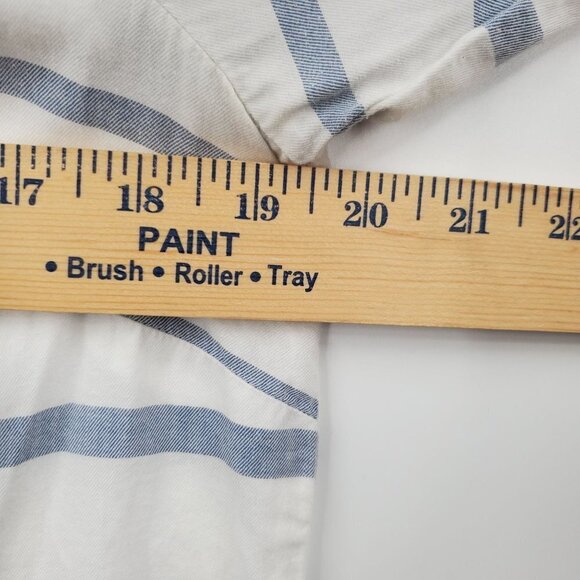 17 18 19 20 21 22
PAINT
• Brush • Roller • Tray